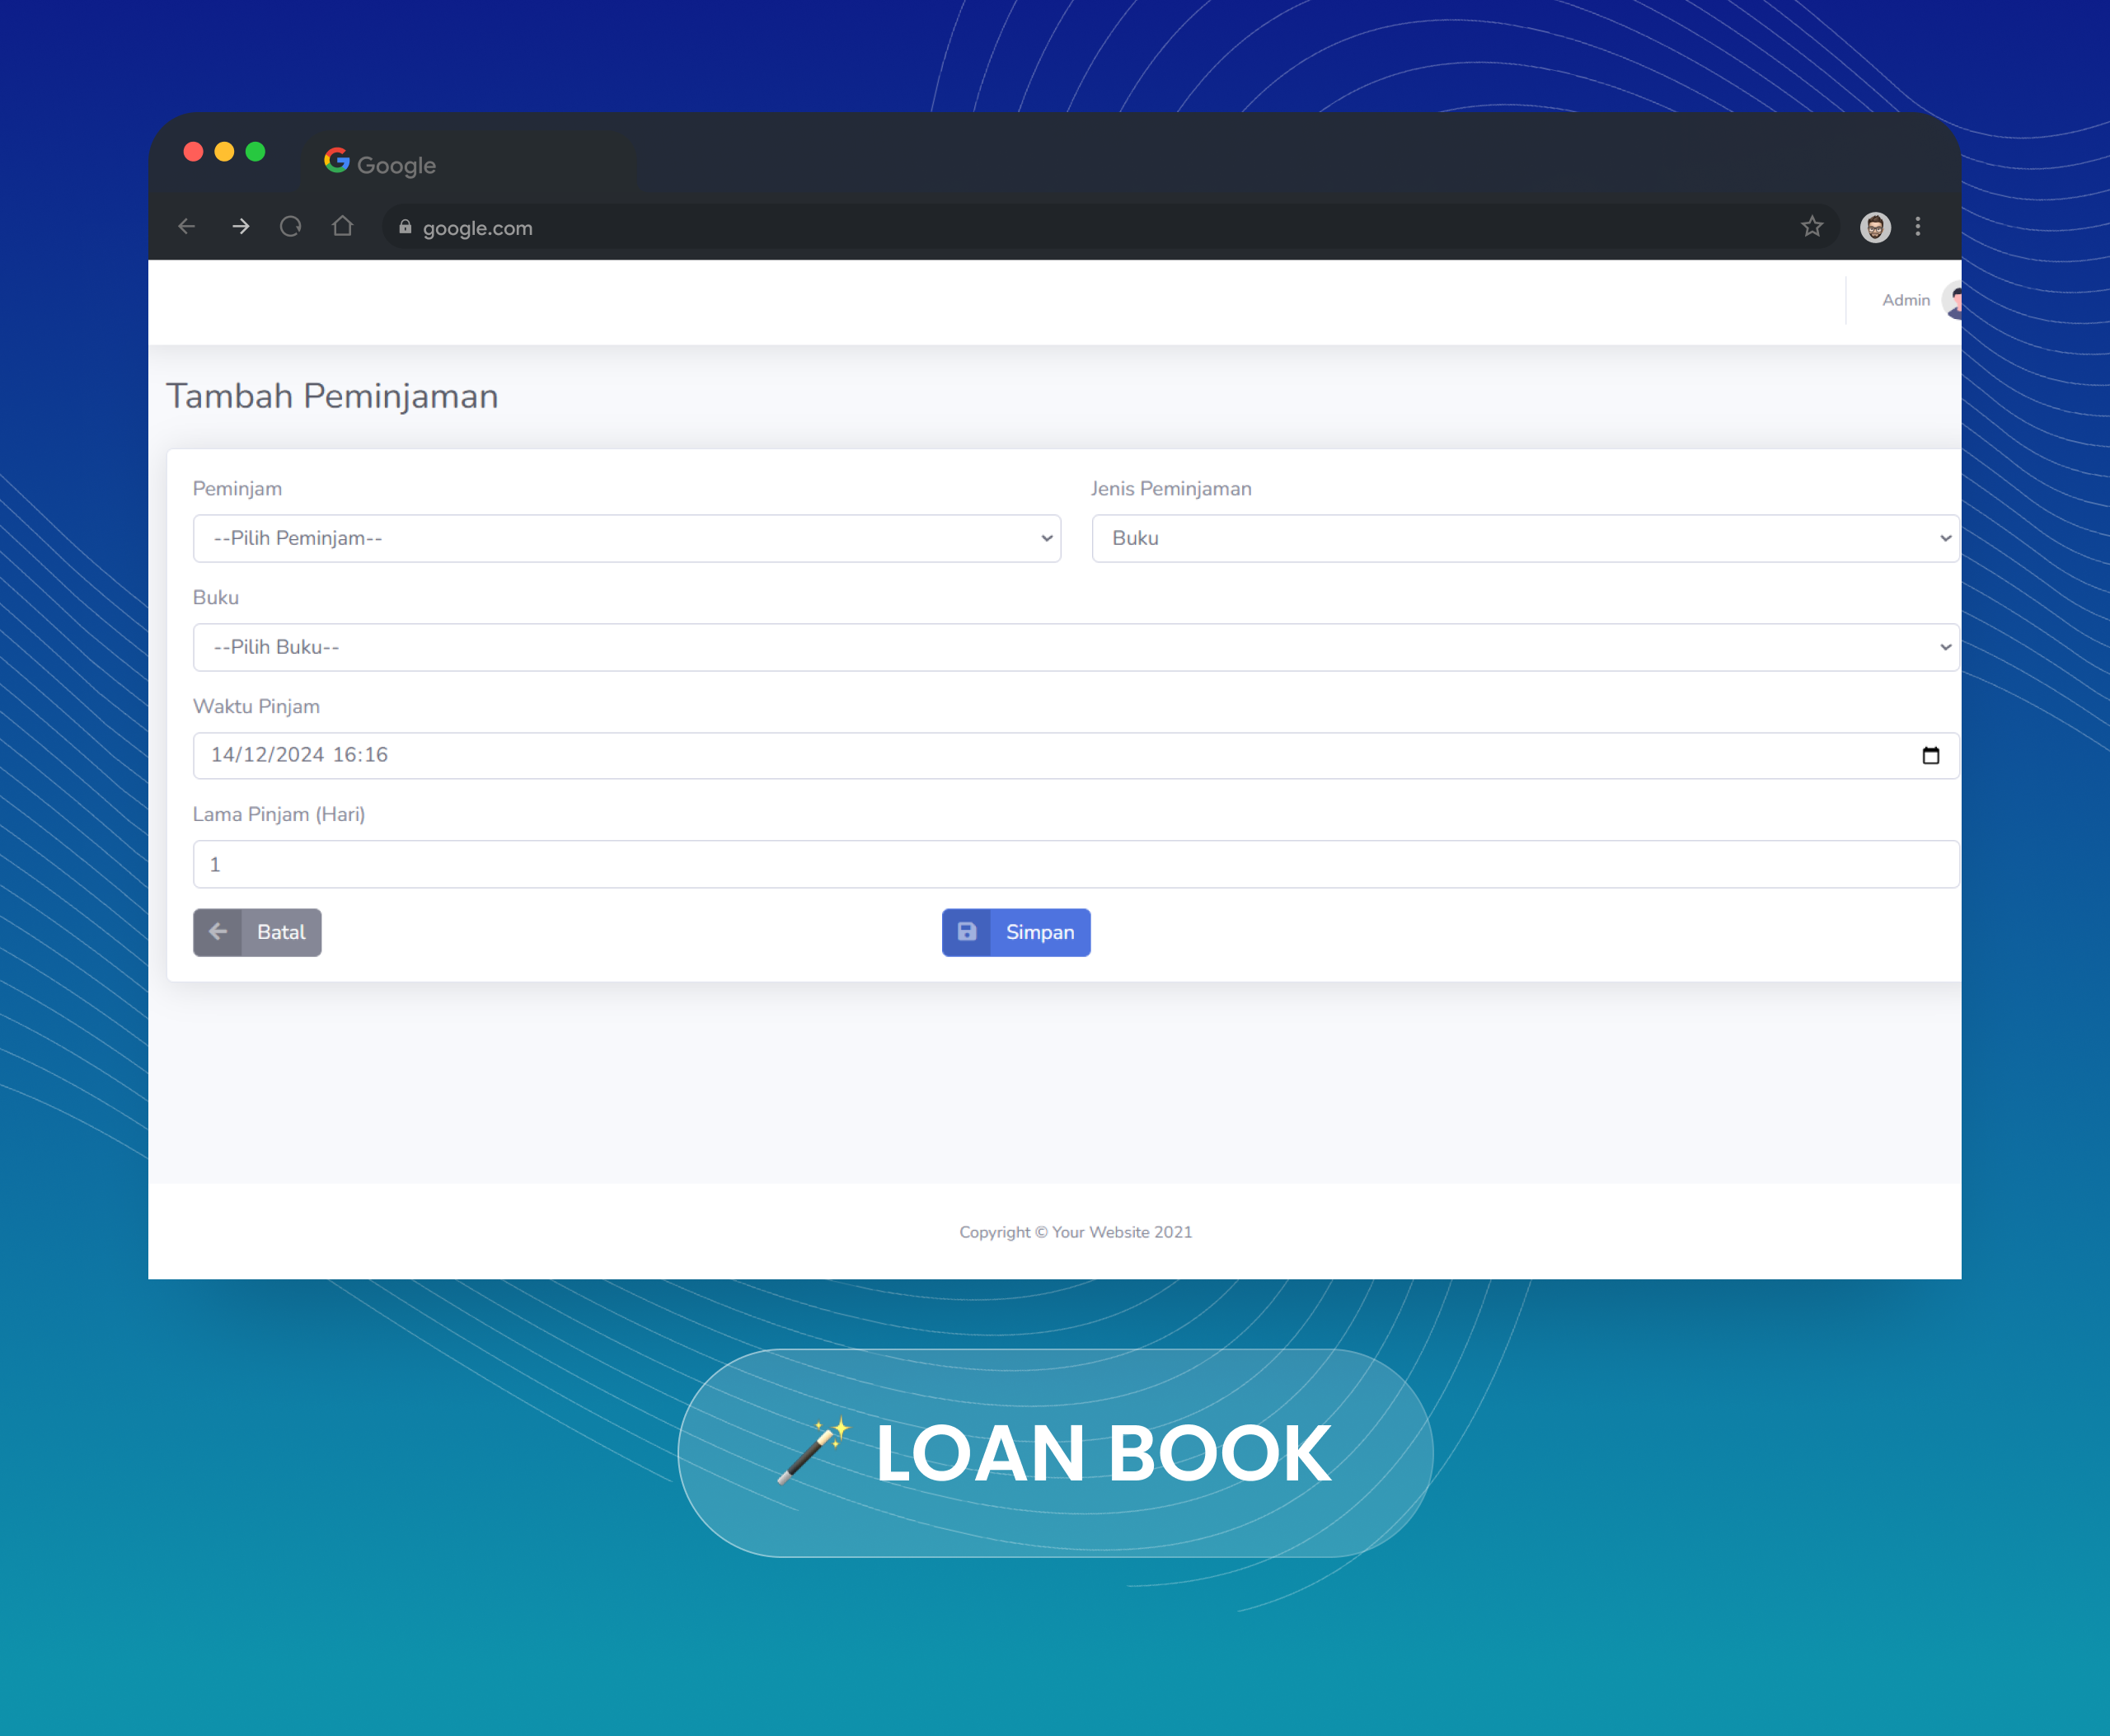 Google
google.com
Admin
Tambah Peminjaman
Peminjam
Jenis Peminjaman
--Pilih Peminjam--
Buku
Buku
--Pilih Buku--
Waktu Pinjam
14/12/2024 16:16
Lama Pinjam (Hari)
1
Batal
Simpan
Copyright © Your Website 2021
LOAN BOOK